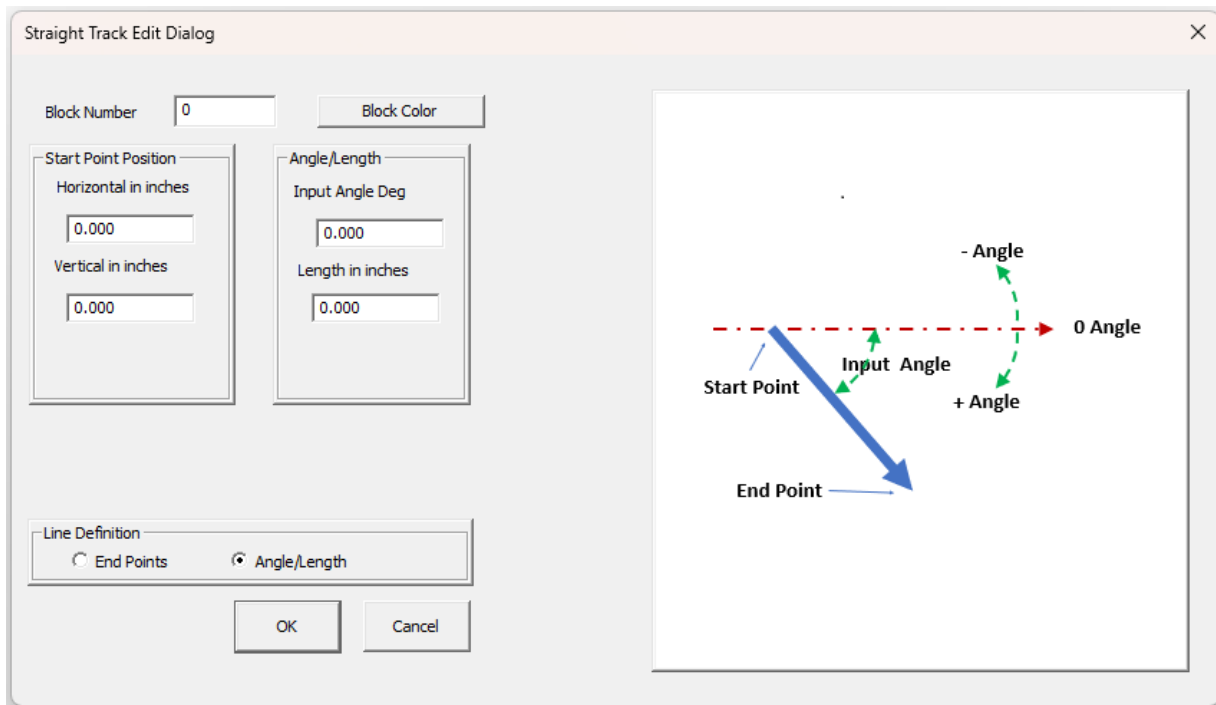 Straight Track Edit Dialog
Block Number 0 Block Color
Start Point Position
Horizontal in inches
0.000
Vertical in inches
0.000
Angle/Length
Input Angle Deg
0.000
Length in inches
0.000
Line Definition
End Points Angle/Length
OK Cancel
- Angle
0 Angle
Input Angle
Start Point
+ Angle
End Point